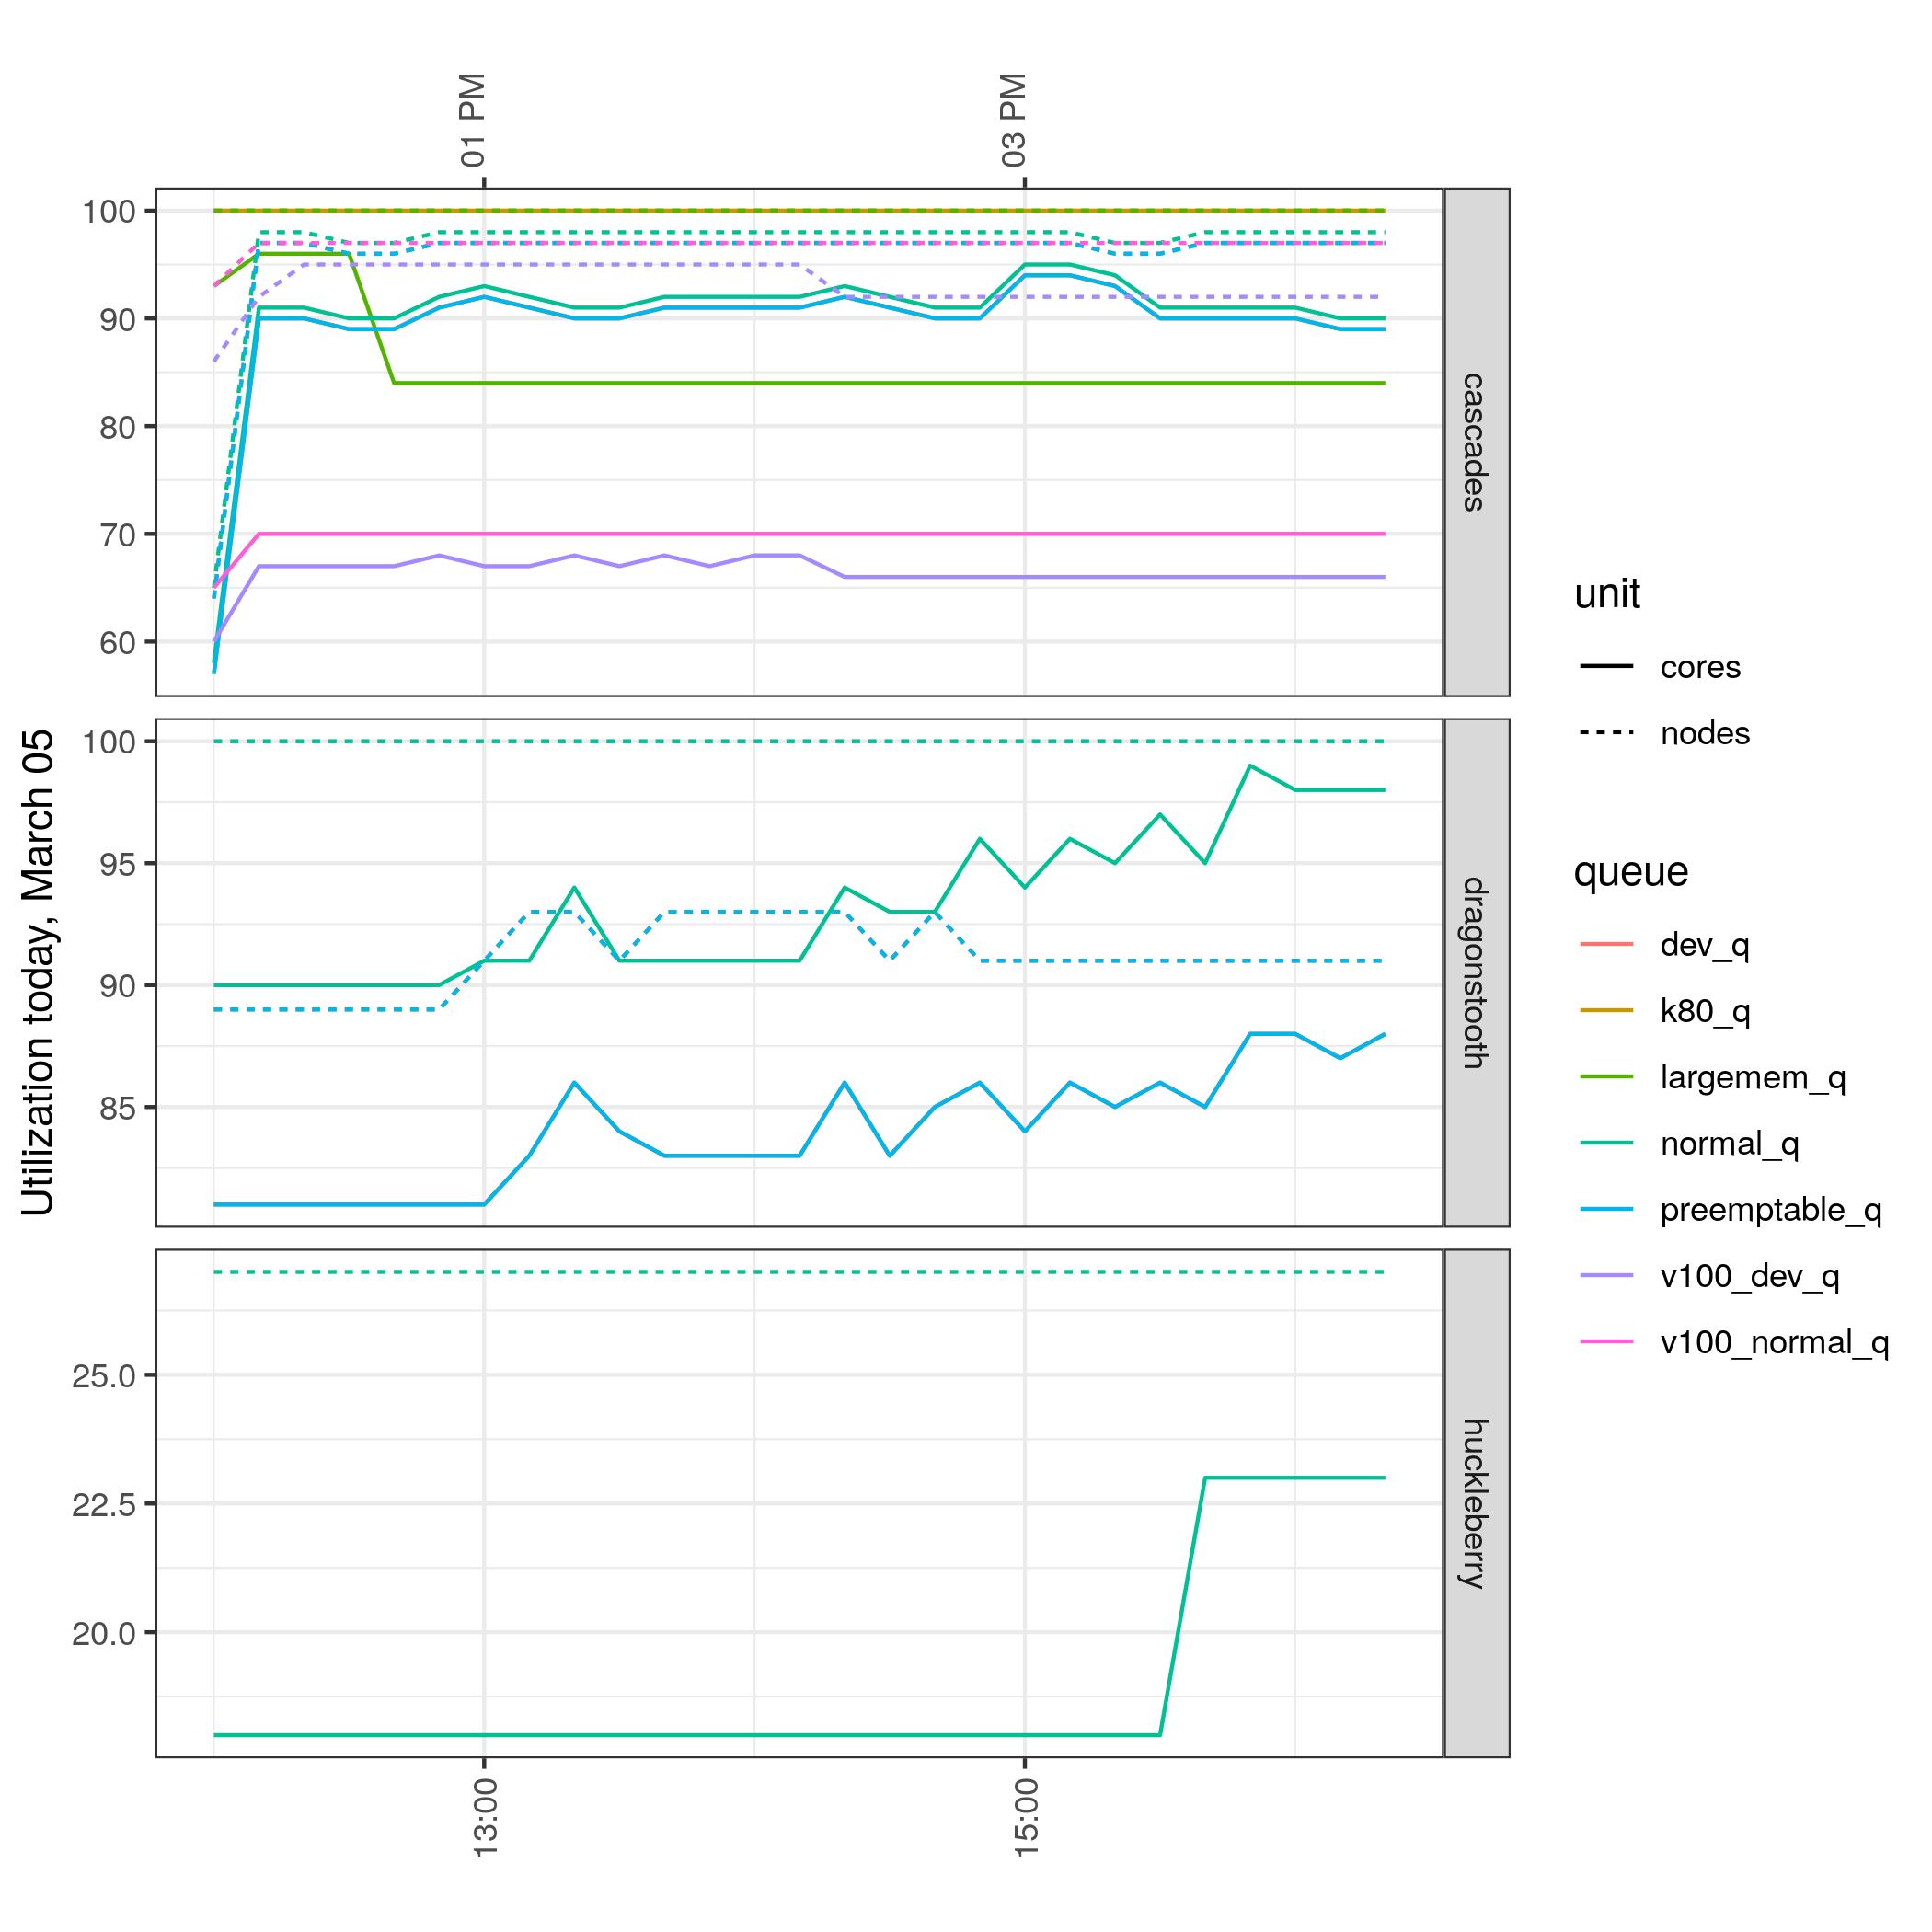 01 PM
03 PM
100
90
80
70
60
cascades
Utilization today, March 05
100
95
90
85
dragonstooth
25.0
22.5
20.0
huckleberry
13:00
15:00
unit
cores
nodes
queue
dev_q
k80_q
largemem_q
normal_q
preemptable_q
v100_dev_q
v100_normal_q